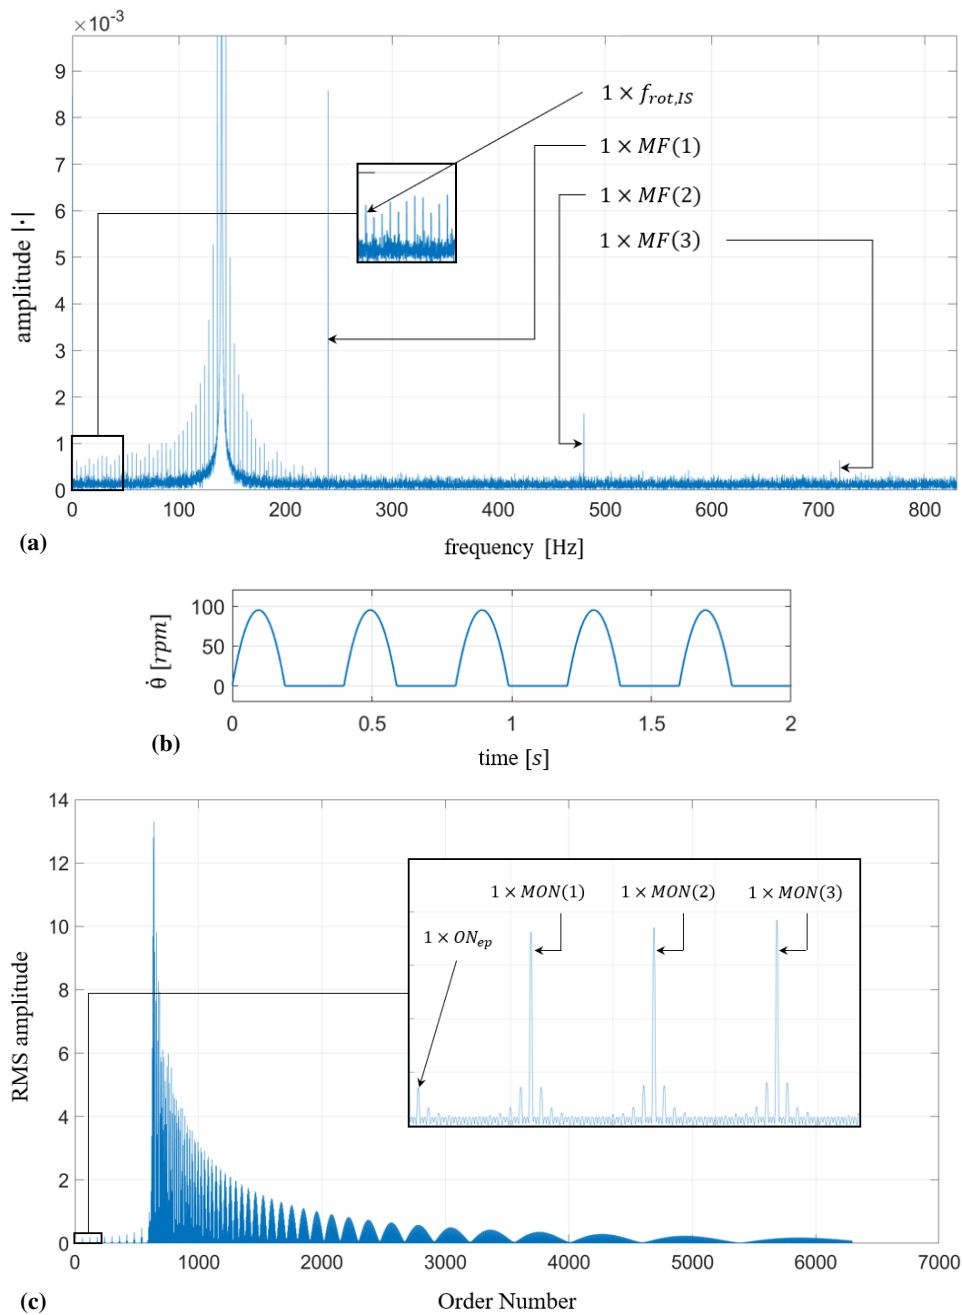 ×10⁻³
9
8
7
6
5
4
3
2
1
0
amplitude |·|
1 × f_{rot,IS}
1 × MF(1)
1 × MF(2)
1 × MF(3)
0 100 200 300 400 500 600 700 800
frequency [Hz]
(a)
100
50
0
θ̇ [rpm]
0 0.5 1 1.5 2
time [s]
(b)
14
12
10
8
6
4
2
0
RMS amplitude
1 × MON(1) 1 × MON(2) 1 × MON(3)
1 × ON_{ep}
0 1000 2000 3000 4000 5000 6000 7000
Order Number
(c)